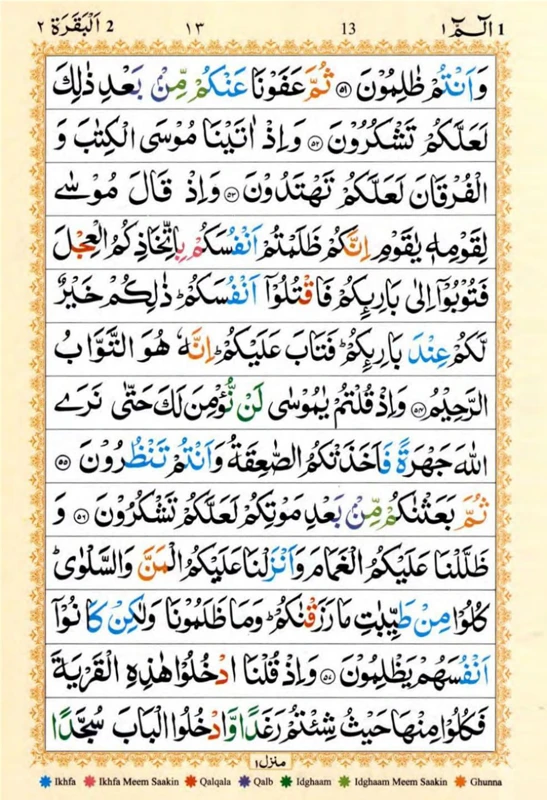 2 اَلْبَقَرَة ٢ ١٣ 13 الٓمّٓ ١ 1
وَاَنْتُمْ ظٰلِمُوْنَ ﴿٥١﴾ ثُمَّ عَفَوْنَا عَنْكُمْ مِّنْۢ بَعْدِ ذٰلِكَ
لَعَلَّكُمْ تَشْكُرُوْنَ ﴿٥٢﴾ وَاِذْ اٰتَيْنَا مُوْسَى الْكِتٰبَ وَ
الْفُرْقَانَ لَعَلَّكُمْ تَهْتَدُوْنَ ﴿٥٣﴾ وَاِذْ قَالَ مُوْسٰى
لِقَوْمِهٖ يٰقَوْمِ اِنَّكُمْ ظَلَمْتُمْ اَنْفُسَكُمْ بِاتِّخَاذِكُمُ الْعِجْلَ
فَتُوْبُوْٓا اِلٰى بَارِئِكُمْ فَاقْتُلُوْٓا اَنْفُسَكُمْ ؕ ذٰلِكُمْ خَيْرٌ
لَّكُمْ عِنْدَ بَارِئِكُمْ ؕ فَتَابَ عَلَيْكُمْ ؕ اِنَّهٗ هُوَ التَّوَّابُ
الرَّحِيْمُ ﴿٥٤﴾ وَاِذْ قُلْتُمْ يٰمُوْسٰى لَنْ نُّؤْمِنَ لَكَ حَتّٰى نَرَى
اللّٰهَ جَهْرَةً فَاَخَذَتْكُمُ الصّٰعِقَةُ وَاَنْتُمْ تَنْظُرُوْنَ ﴿٥٥﴾
ثُمَّ بَعَثْنٰكُمْ مِّنْۢ بَعْدِ مَوْتِكُمْ لَعَلَّكُمْ تَشْكُرُوْنَ ﴿٥٦﴾ وَ
ظَلَّلْنَا عَلَيْكُمُ الْغَمَامَ وَاَنْزَلْنَا عَلَيْكُمُ الْمَنَّ وَالسَّلْوٰى ؕ
كُلُوْا مِنْ طَيِّبٰتِ مَا رَزَقْنٰكُمْ ؕ وَمَا ظَلَمُوْنَا وَلٰكِنْ كَانُوْٓا
اَنْفُسَهُمْ يَظْلِمُوْنَ ﴿٥٧﴾ وَاِذْ قُلْنَا ادْخُلُوْا هٰذِهِ الْقَرْيَةَ
فَكُلُوْا مِنْهَا حَيْثُ شِئْتُمْ رَغَدًا وَّادْخُلُوا الْبَابَ سُجَّدًا
منزل ١
Ikhfa Ikhfa Meem Saakin Qalqala Qalb Idghaam Idghaam Meem Saakin Ghunna